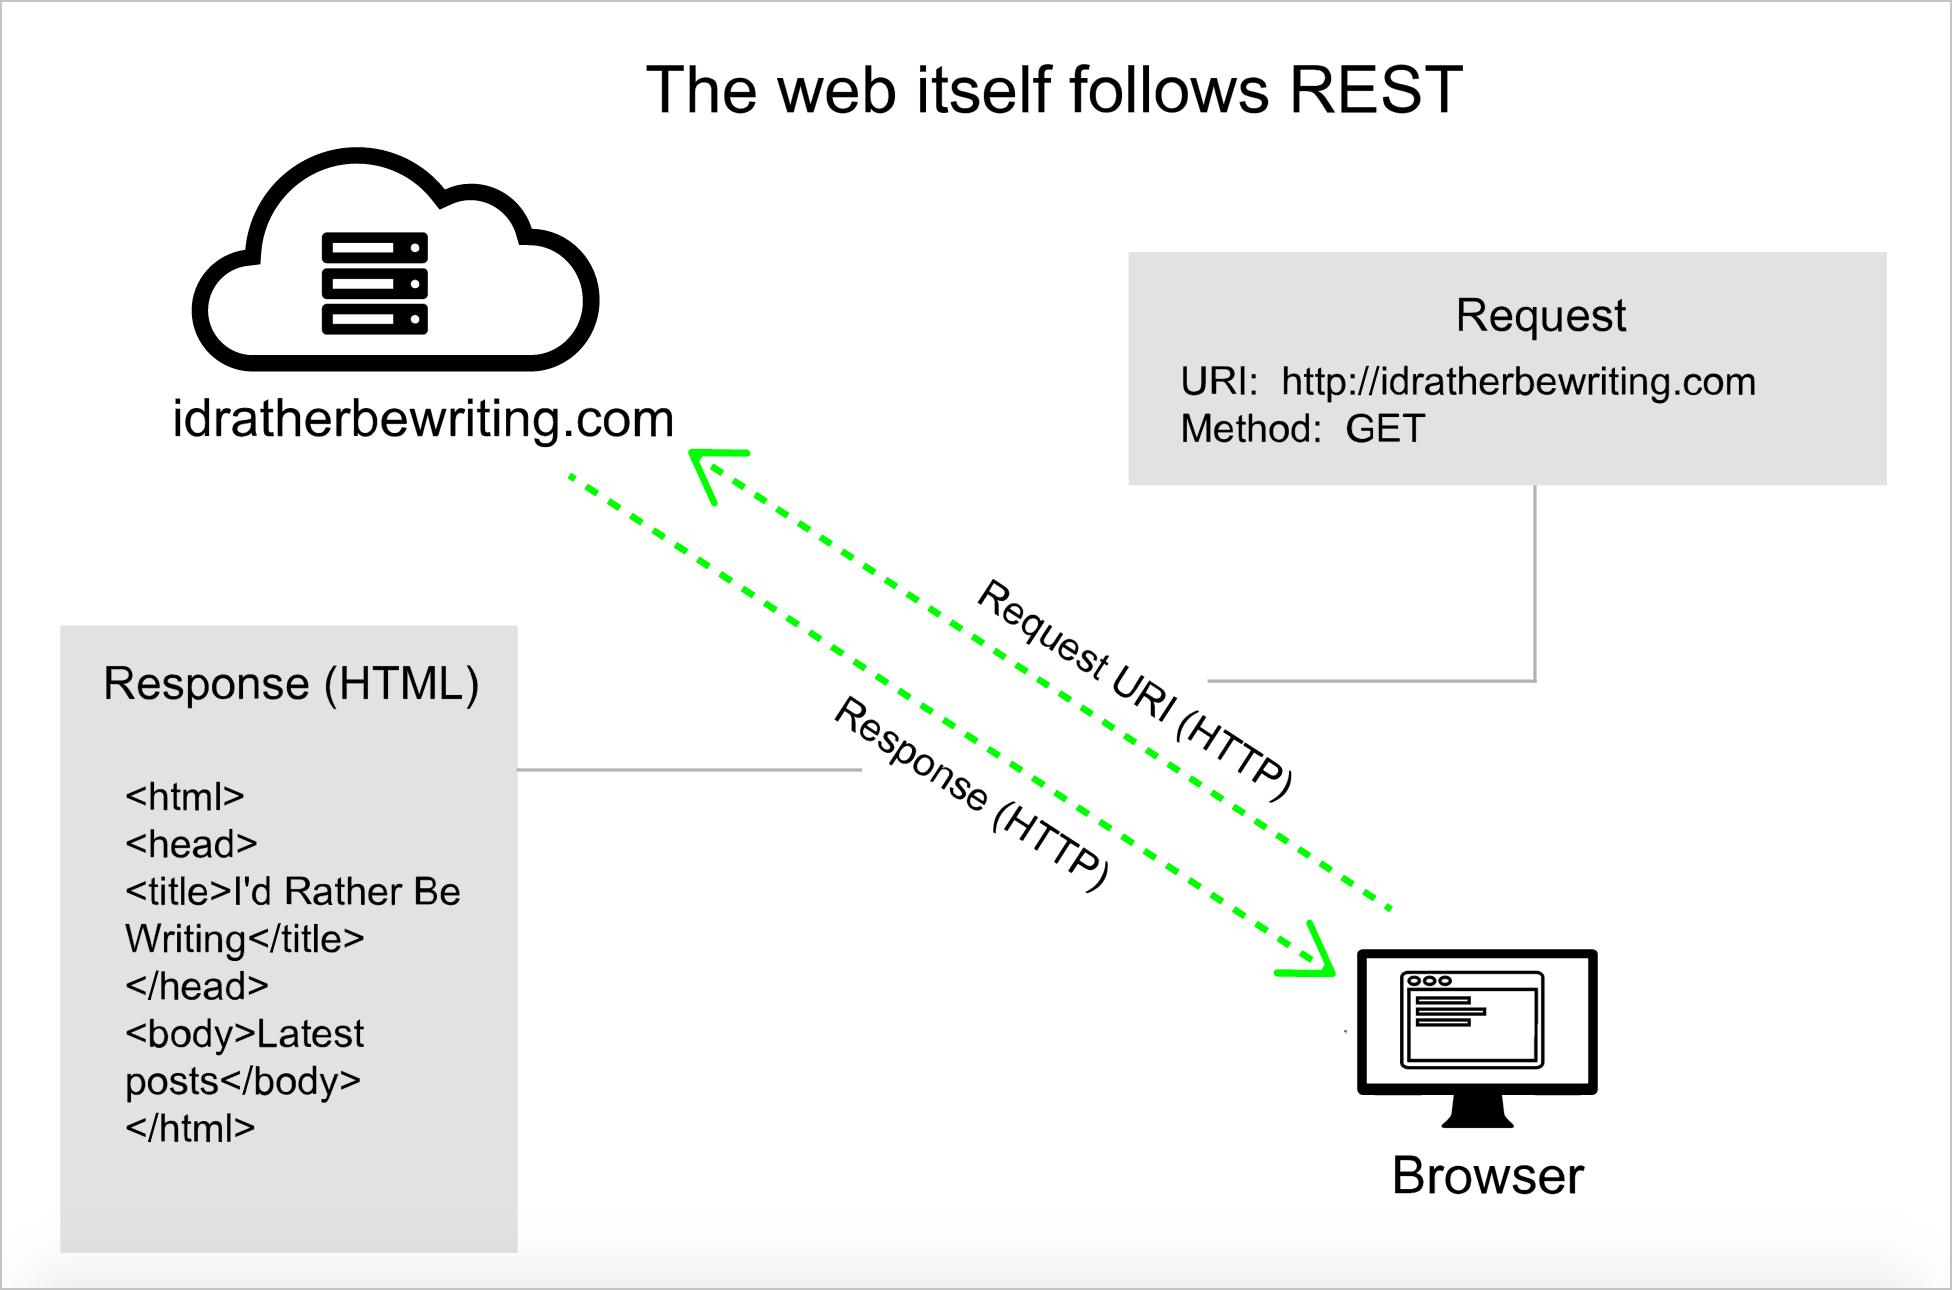 The web itself follows REST
idratherbewriting.com
Request
URI:  http://idratherbewriting.com
Method:  GET
Request URI (HTTP)
Response (HTTP)
Response (HTML)
<html>
<head>
<title>I'd Rather Be
Writing</title>
</head>
<body>Latest
posts</body>
</html>
Browser